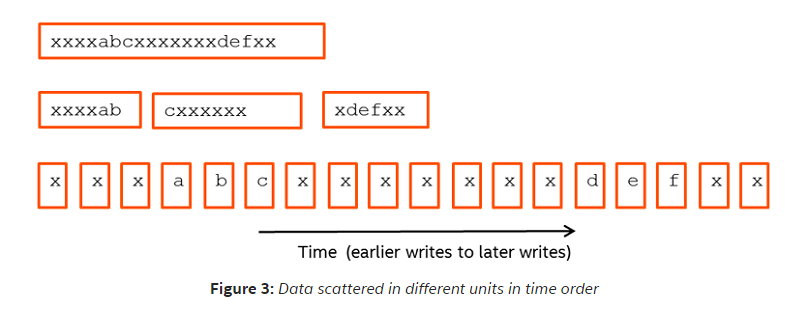 xxxxabcxxxxxxxdefxx
xxxxab cxxxxxx xdefxx
x x x a b c x x x x x x x d e f x x
Time (earlier writes to later writes)
Figure 3: Data scattered in different units in time order